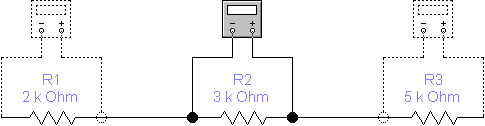 − +
− +
− +
R1
2 k Ohm
R2
3 k Ohm
R3
5 k Ohm